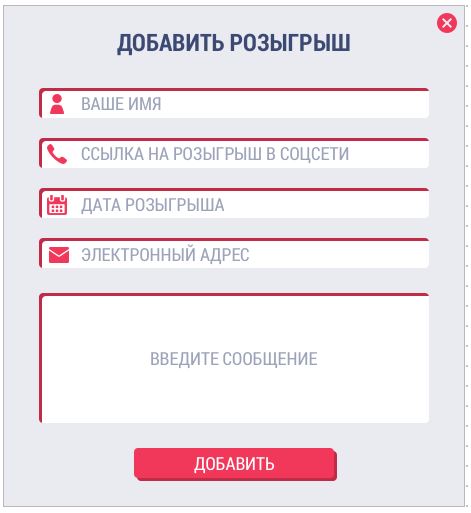 ДОБАВИТЬ РОЗЫГРЫШ
ВАШЕ ИМЯ
ССЫЛКА НА РОЗЫГРЫШ В СОЦСЕТИ
ДАТА РОЗЫГРЫША
ЭЛЕКТРОННЫЙ АДРЕС
ВВЕДИТЕ СООБЩЕНИЕ
ДОБАВИТЬ